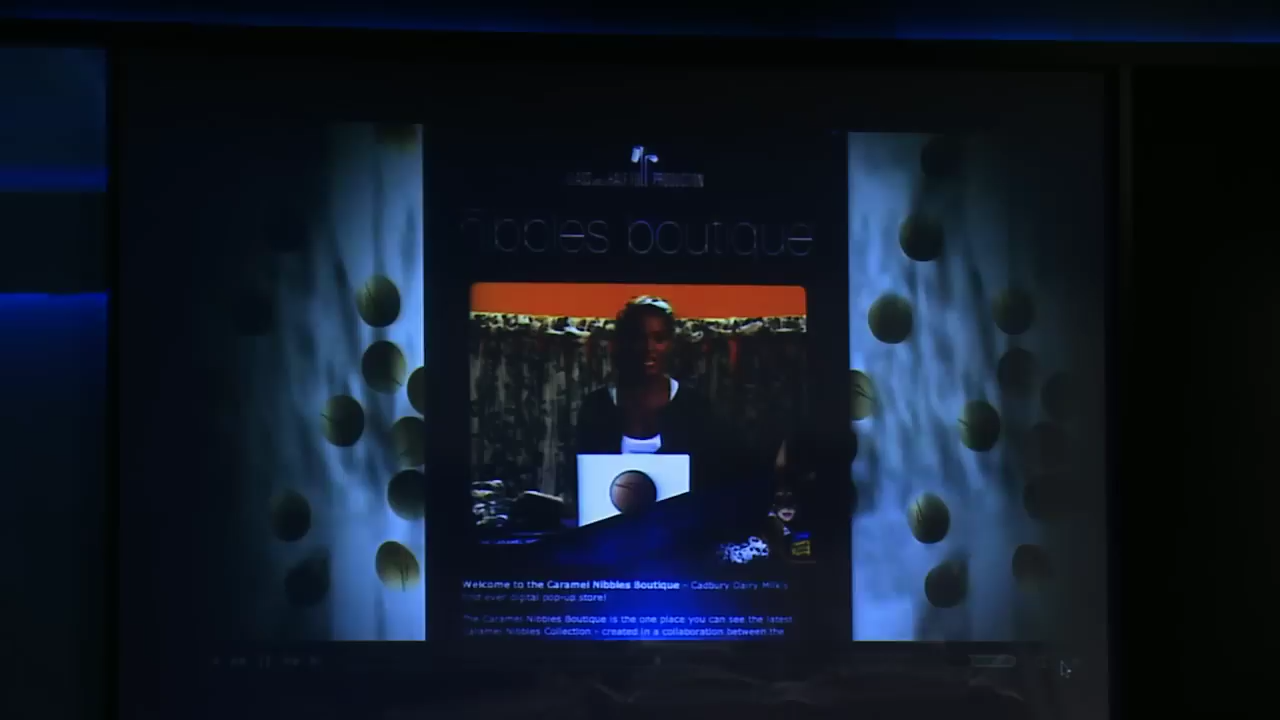 nibbles boutique
Welcome to the Caramel Nibbles Boutique - Cadbury Dairy Milk's
first ever digital pop-up store!
The Caramel Nibbles Boutique is the one place you can see the latest
Caramel Nibbles Collection - created in a collaboration between the